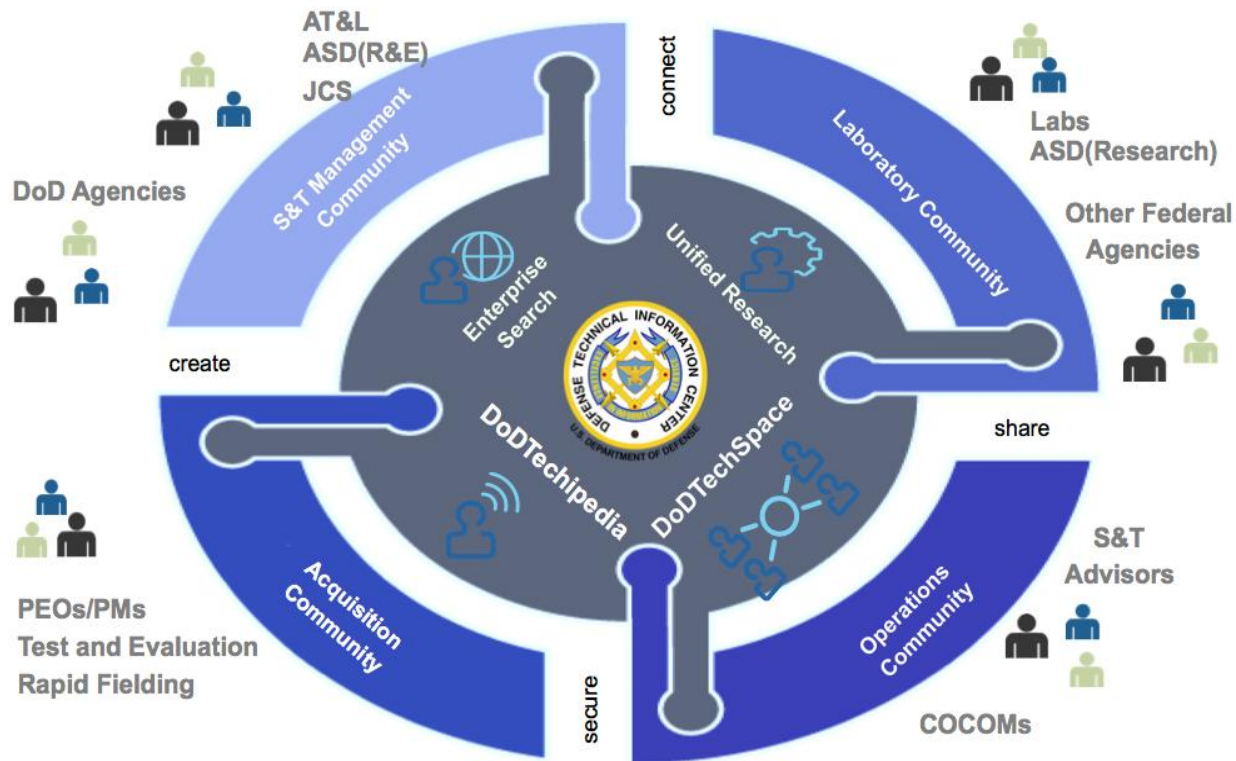 AT&L
ASD(R&E)
JCS
connect
Labs
ASD(Research)
S&T Management
Community
Laboratory Community
DoD Agencies
Other Federal
Agencies
Enterprise
Search
Unified Research
DEFENSE TECHNICAL INFORMATION CENTER
U.S. DEPARTMENT OF DEFENSE
create
share
DoDTechipedia
DoDTechSpace
Acquisition
Community
Operations
Community
S&T
Advisors
PEOs/PMs
Test and Evaluation
Rapid Fielding
secure
COCOMs